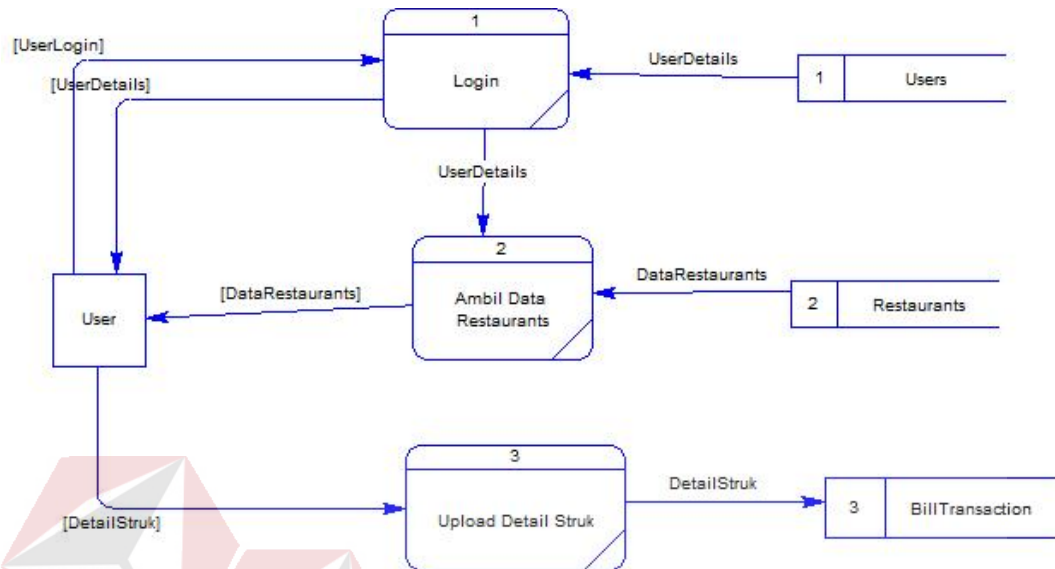 1
[UserLogin]
UserDetails
[UserDetails]
Login
1
Users
UserDetails
2
DataRestaurants
[DataRestaurants]
Ambil Data
Restaurants
2
Restaurants
User
3
DetailStruk
[DetailStruk]
Upload Detail Struk
3
BillTransaction